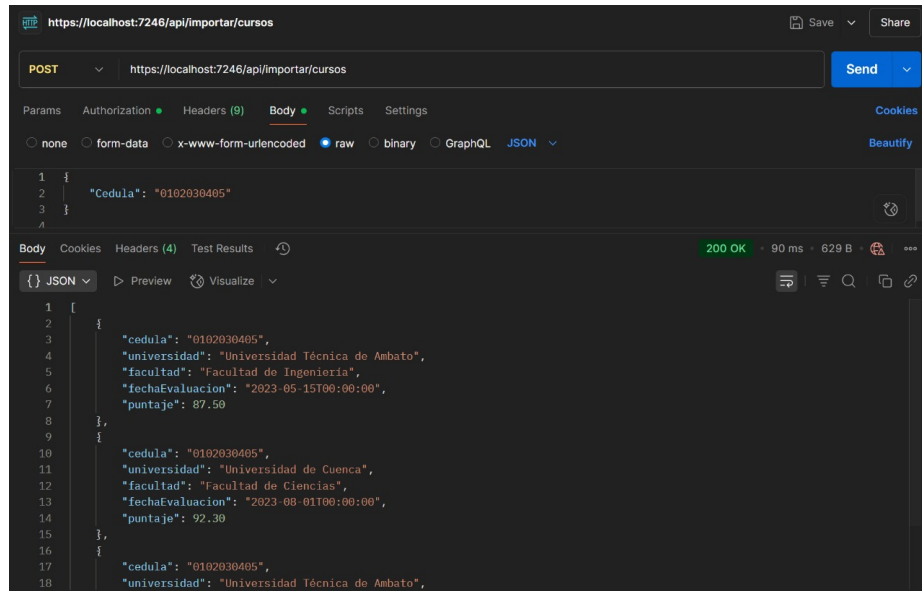 HTTP https://localhost:7246/api/importar/cursos Save Share
POST https://localhost:7246/api/importar/cursos Send
Params Authorization Headers (9) Body Scripts Settings Cookies
none form-data x-www-form-urlencoded raw binary GraphQL JSON Beautify
1 {
2 "Cedula": "0102030405"
3 }
4
Body Cookies Headers (4) Test Results 200 OK 90 ms 629 B
{} JSON Preview Visualize
1 [
2 {
3 "cedula": "0102030405",
4 "universidad": "Universidad Técnica de Ambato",
5 "facultad": "Facultad de Ingeniería",
6 "fechaEvaluacion": "2023-05-15T00:00:00",
7 "puntaje": 87.50
8 },
9 {
10 "cedula": "0102030405",
11 "universidad": "Universidad de Cuenca",
12 "facultad": "Facultad de Ciencias",
13 "fechaEvaluacion": "2023-08-01T00:00:00",
14 "puntaje": 92.30
15 },
16 {
17 "cedula": "0102030405",
18 "universidad": "Universidad Técnica de Ambato",